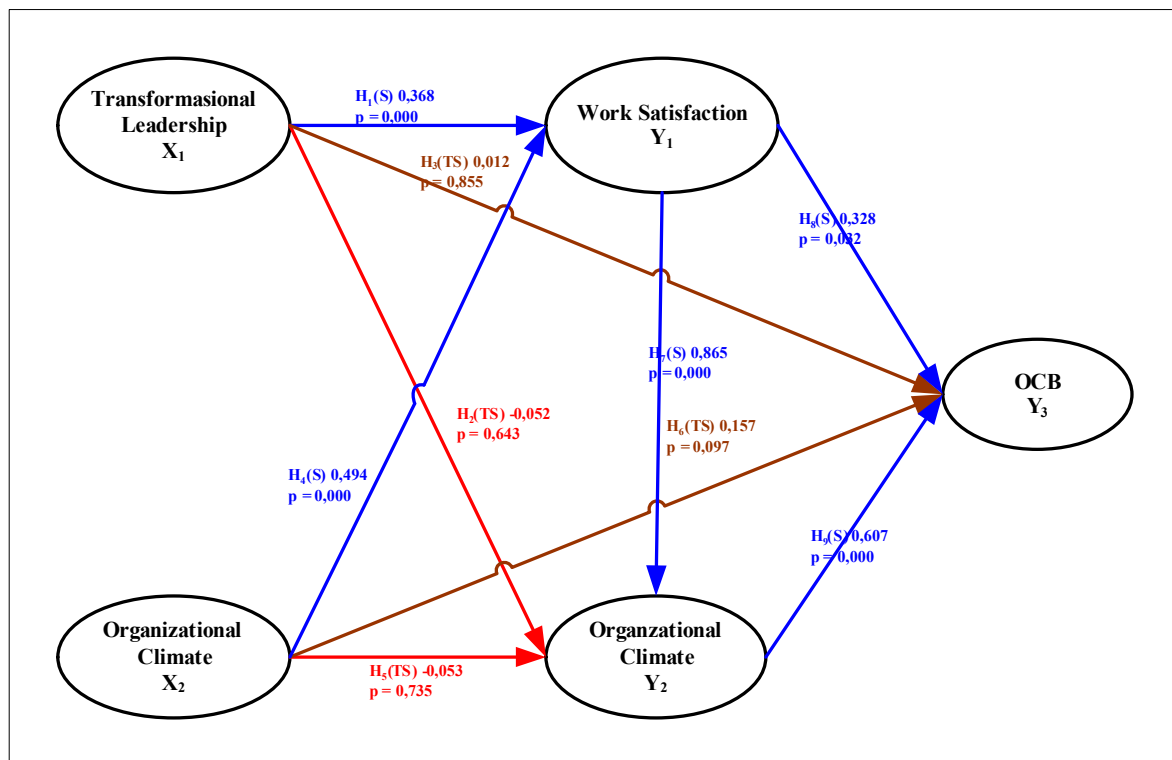 Transformasional
Leadership
X₁
H₁(S) 0,368
p = 0,000
Work Satisfaction
Y₁
H₃(TS) 0,012
p = 0,855
H₈(S) 0,328
p = 0,032
H₇(S) 0,865
p = 0,000
OCB
Y₃
H₂(TS) -0,052
p = 0,643
H₆(TS) 0,157
p = 0,097
H₄(S) 0,494
p = 0,000
H₉(S) 0,607
p = 0,000
Organizational
Climate
X₂
H₅(TS) -0,053
p = 0,735
Organzational
Climate
Y₂